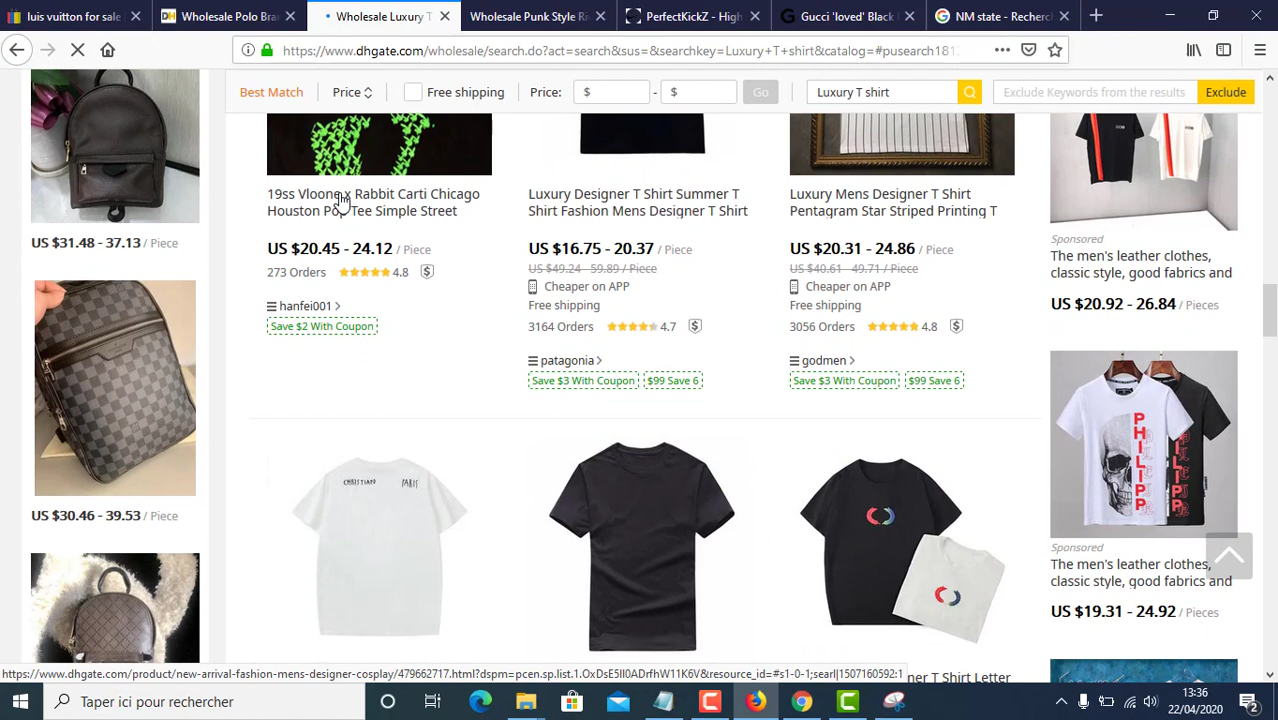 luis vuitton for sale
Wholesale Polo Bra
Wholesale Luxury T
Wholesale Punk Style Ri
PerfectKickZ - High
Gucci 'loved' Black
NM state - Recherc
https://www.dhgate.com/wholesale/search.do?act=search&sus=&searchkey=Luxury+T+shirt&catalog=#pusearch181
Best Match
Price
Free shipping
Price:
$
-
$
Go
Luxury T shirt
Exclude Keywords from the results
Exclude
US $31.48 - 37.13 / Piece
US $30.46 - 39.53 / Piece
19ss Vloone x Rabbit Carti Chicago
Houston Pop Tee Simple Street
US $20.45 - 24.12 / Piece
273 Orders
4.8
hanfei001
Save $2 With Coupon
Luxury Designer T Shirt Summer T
Shirt Fashion Mens Designer T Shirt
US $16.75 - 20.37 / Piece
US $49.24 - 59.89 / Piece
Cheaper on APP
Free shipping
3164 Orders
4.7
patagonia
Save $3 With Coupon
$99 Save 6
Luxury Mens Designer T Shirt
Pentagram Star Striped Printing T
US $20.31 - 24.86 / Piece
US $40.61 - 49.71 / Piece
Cheaper on APP
Free shipping
3056 Orders
4.8
godmen
Save $3 With Coupon
$99 Save 6
Sponsored
The men's leather clothes,
classic style, good fabrics and
US $20.92 - 26.84 / Pieces
CHRISTIANO PARIS
PHILIPP
Sponsored
The men's leather clothes,
classic style, good fabrics and
US $19.31 - 24.92 / Pieces
r T Shirt Letter
https://www.dhgate.com/product/new-arrival-fashion-mens-designer-cosplay/479662717.html?dspm=pcen.sp.list.1.OxDsE5II0ADrfhW11K6V&resource_id=#s1-0-1;searl|1507160592:1
Taper ici pour rechercher
13:36
22/04/2020
2